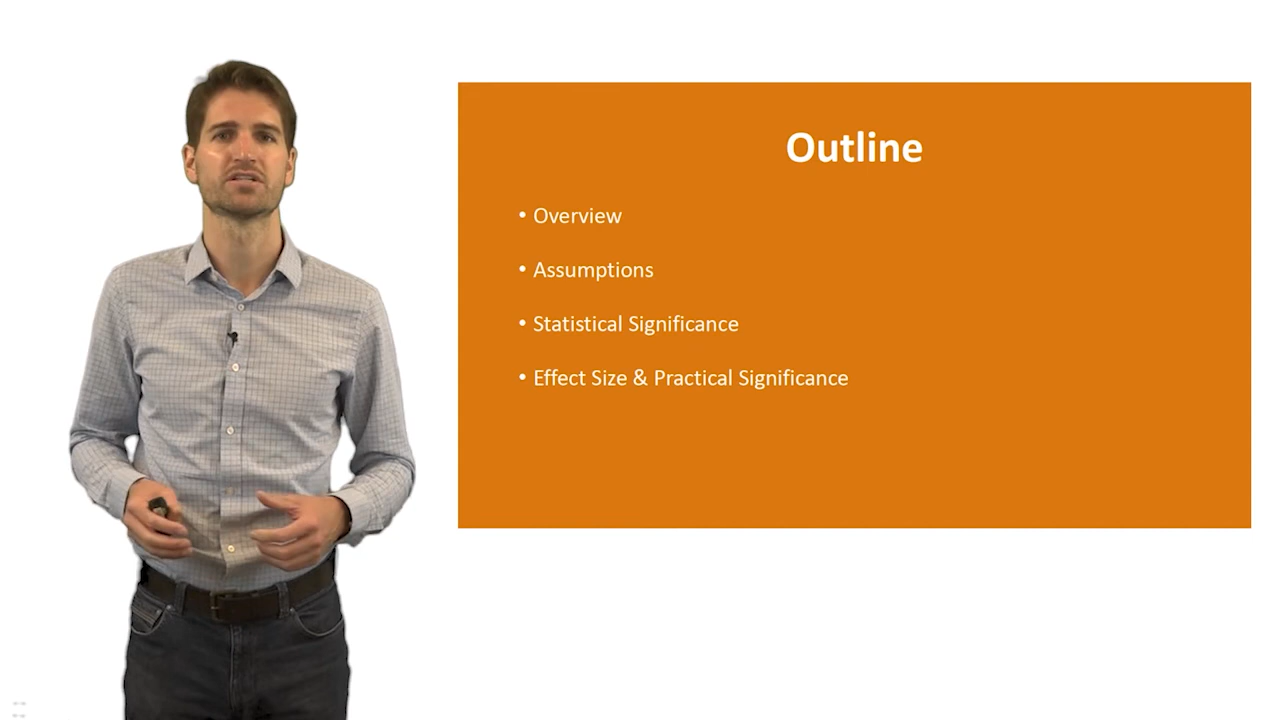 Outline
• Overview
• Assumptions
• Statistical Significance
• Effect Size & Practical Significance